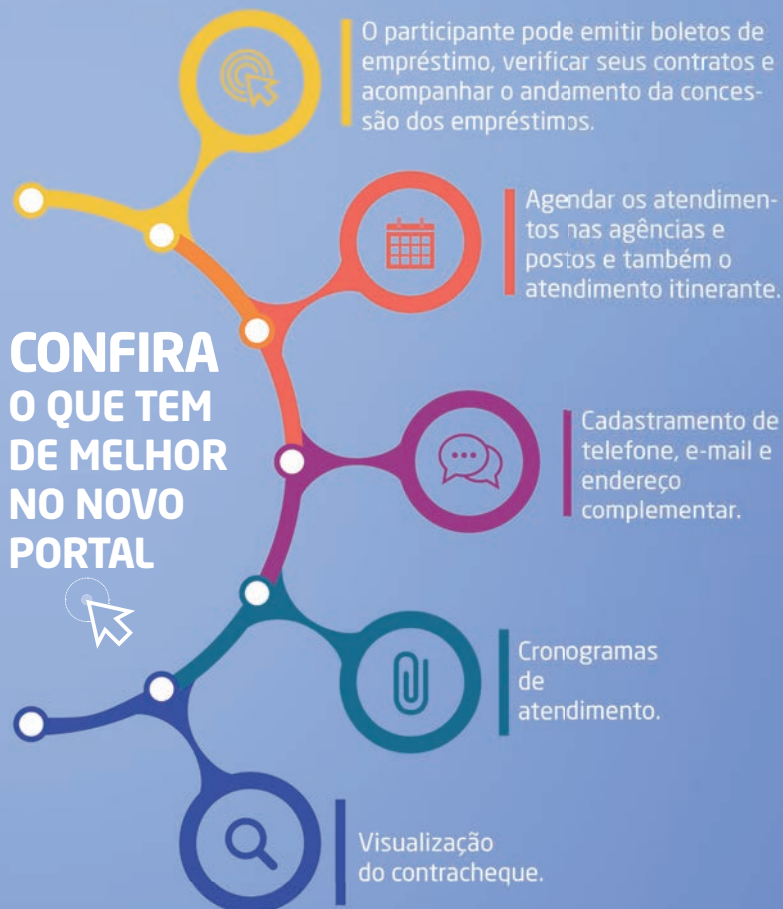 O participante pode emitir boletos de
empréstimo, verificar seus contratos e
acompanhar o andamento da conces-
são dos empréstimos.
Agendar os atendimen-
tos nas agências e
postos e também o
atendimento itinerante.
CONFIRA
O QUE TEM
DE MELHOR
NO NOVO
PORTAL
Cadastramento de
telefone, e-mail e
endereço
complementar.
Cronogramas
de
atendimento.
Visualização
do contracheque.